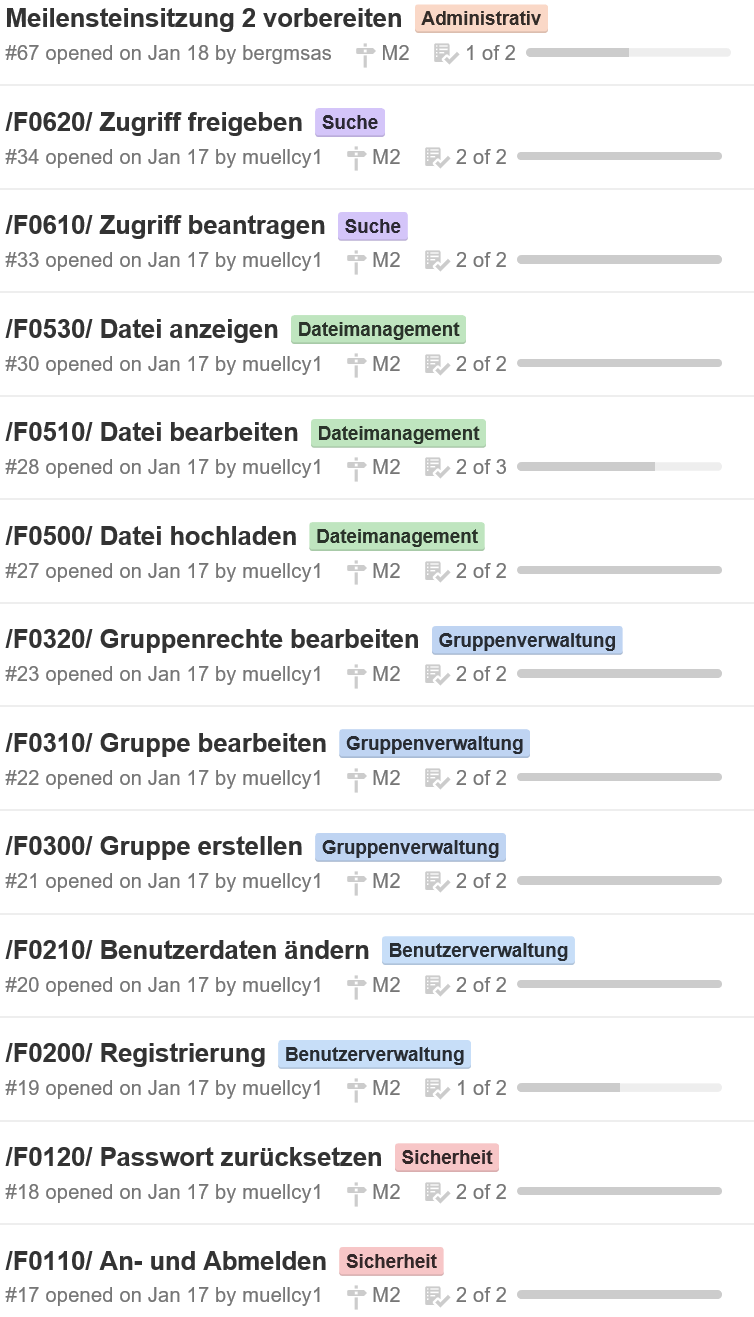 Meilensteinsitzung 2 vorbereiten Administrativ
#67 opened on Jan 18 by bergmsas M2 1 of 2
/F0620/ Zugriff freigeben Suche
#34 opened on Jan 17 by muellcy1 M2 2 of 2
/F0610/ Zugriff beantragen Suche
#33 opened on Jan 17 by muellcy1 M2 2 of 2
/F0530/ Datei anzeigen Dateimanagement
#30 opened on Jan 17 by muellcy1 M2 2 of 2
/F0510/ Datei bearbeiten Dateimanagement
#28 opened on Jan 17 by muellcy1 M2 2 of 3
/F0500/ Datei hochladen Dateimanagement
#27 opened on Jan 17 by muellcy1 M2 2 of 2
/F0320/ Gruppenrechte bearbeiten Gruppenverwaltung
#23 opened on Jan 17 by muellcy1 M2 2 of 2
/F0310/ Gruppe bearbeiten Gruppenverwaltung
#22 opened on Jan 17 by muellcy1 M2 2 of 2
/F0300/ Gruppe erstellen Gruppenverwaltung
#21 opened on Jan 17 by muellcy1 M2 2 of 2
/F0210/ Benutzerdaten ändern Benutzerverwaltung
#20 opened on Jan 17 by muellcy1 M2 2 of 2
/F0200/ Registrierung Benutzerverwaltung
#19 opened on Jan 17 by muellcy1 M2 1 of 2
/F0120/ Passwort zurücksetzen Sicherheit
#18 opened on Jan 17 by muellcy1 M2 2 of 2
/F0110/ An- und Abmelden Sicherheit
#17 opened on Jan 17 by muellcy1 M2 2 of 2